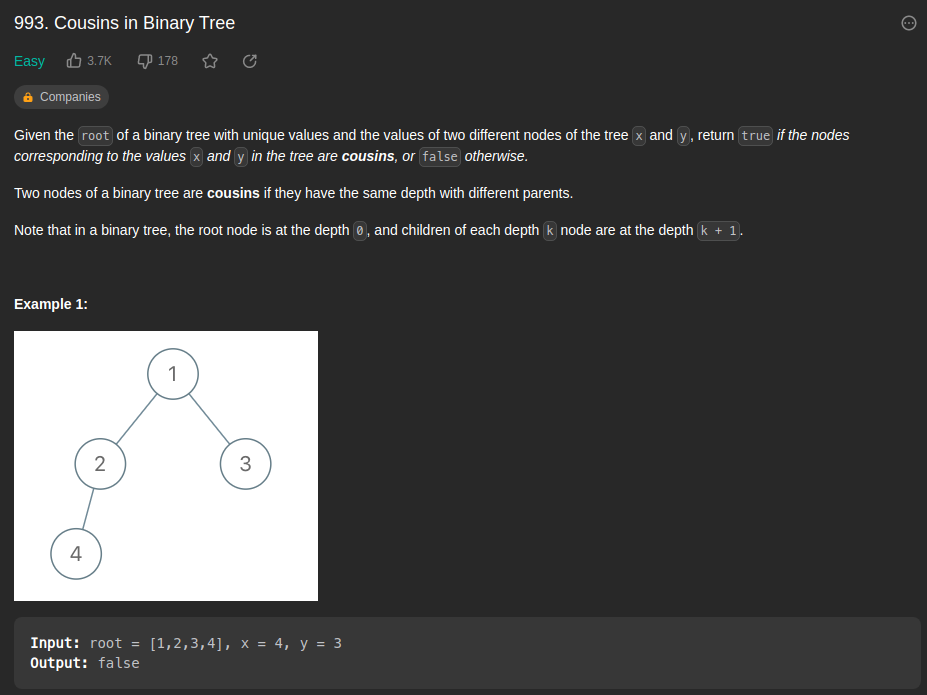 993. Cousins in Binary Tree
Easy 3.7K 178
Companies
Given the root of a binary tree with unique values and the values of two different nodes of the tree x and y, return true if the nodes
corresponding to the values x and y in the tree are cousins, or false otherwise.
Two nodes of a binary tree are cousins if they have the same depth with different parents.
Note that in a binary tree, the root node is at the depth 0, and children of each depth k node are at the depth k + 1.
Example 1:
1
2 3
4
Input: root = [1,2,3,4], x = 4, y = 3
Output: false